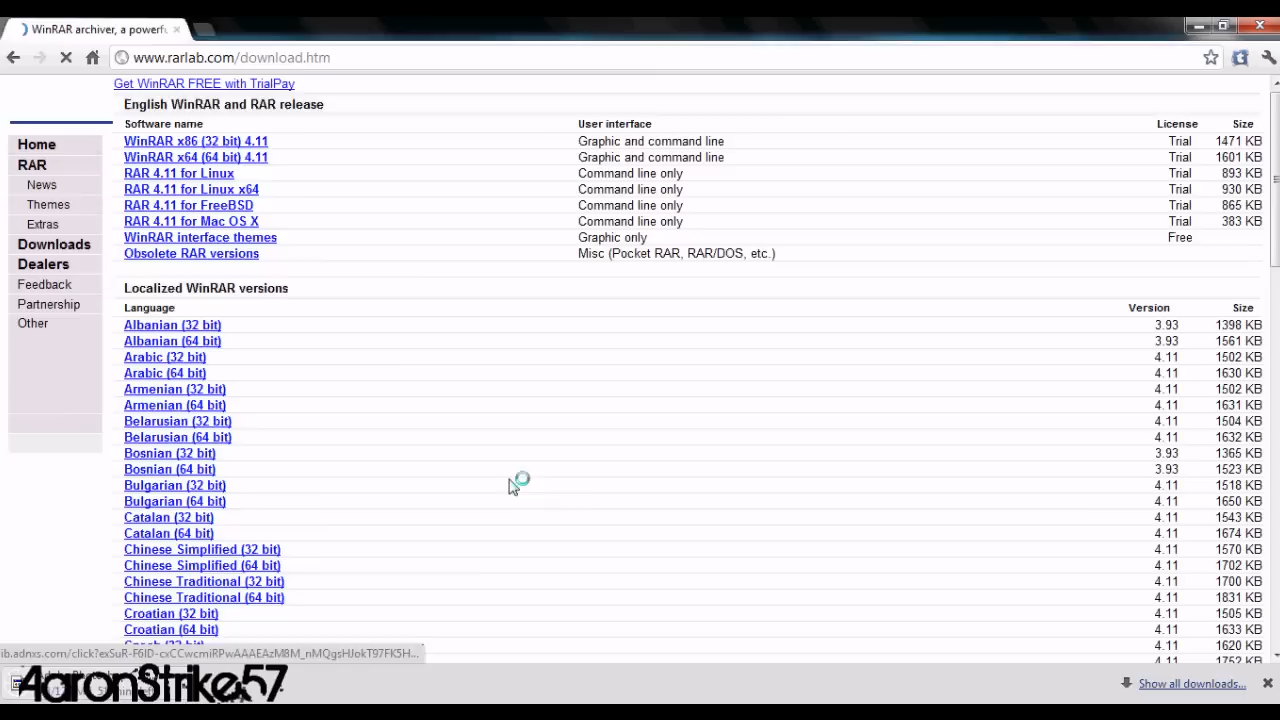 WinRAR archiver, a powerfu
www.rarlab.com/download.htm
Get WinRAR FREE with TrialPay
English WinRAR and RAR release
Software name User interface License Size
WinRAR x86 (32 bit) 4.11 Graphic and command line Trial 1471 KB
WinRAR x64 (64 bit) 4.11 Graphic and command line Trial 1601 KB
RAR 4.11 for Linux Command line only Trial 893 KB
RAR 4.11 for Linux x64 Command line only Trial 930 KB
RAR 4.11 for FreeBSD Command line only Trial 865 KB
RAR 4.11 for Mac OS X Command line only Trial 383 KB
WinRAR interface themes Graphic only Free
Obsolete RAR versions Misc (Pocket RAR, RAR/DOS, etc.)
Home
RAR
News
Themes
Extras
Downloads
Dealers
Feedback
Partnership
Other
Localized WinRAR versions
Language Version Size
Albanian (32 bit) 3.93 1398 KB
Albanian (64 bit) 3.93 1561 KB
Arabic (32 bit) 4.11 1502 KB
Arabic (64 bit) 4.11 1630 KB
Armenian (32 bit) 4.11 1502 KB
Armenian (64 bit) 4.11 1631 KB
Belarusian (32 bit) 4.11 1504 KB
Belarusian (64 bit) 4.11 1632 KB
Bosnian (32 bit) 3.93 1365 KB
Bosnian (64 bit) 3.93 1523 KB
Bulgarian (32 bit) 4.11 1518 KB
Bulgarian (64 bit) 4.11 1650 KB
Catalan (32 bit) 4.11 1543 KB
Catalan (64 bit) 4.11 1674 KB
Chinese Simplified (32 bit) 4.11 1570 KB
Chinese Simplified (64 bit) 4.11 1702 KB
Chinese Traditional (32 bit) 4.11 1700 KB
Chinese Traditional (64 bit) 4.11 1831 KB
Croatian (32 bit) 4.11 1505 KB
Croatian (64 bit) 4.11 1633 KB
4.11 1620 KB
4.11 1752 KB
4aronStrike57
Show all downloads...